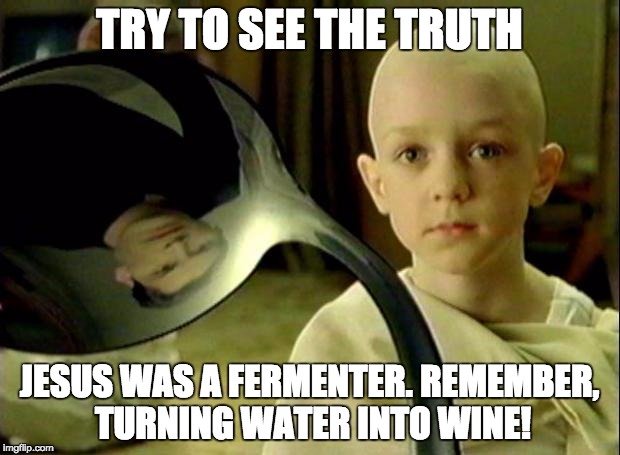 TRY TO SEE THE TRUTH
JESUS WAS A FERMENTER. REMEMBER,
TURNING WATER INTO WINE!
imgflip.com